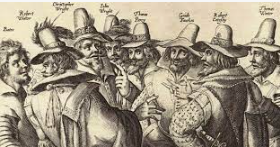 Bates
Robert
Winter
Christopher
Wright
John
Wright
Thomas
Percy
Guido
Fawkes
Robert
Catesby
Thomas
Winter